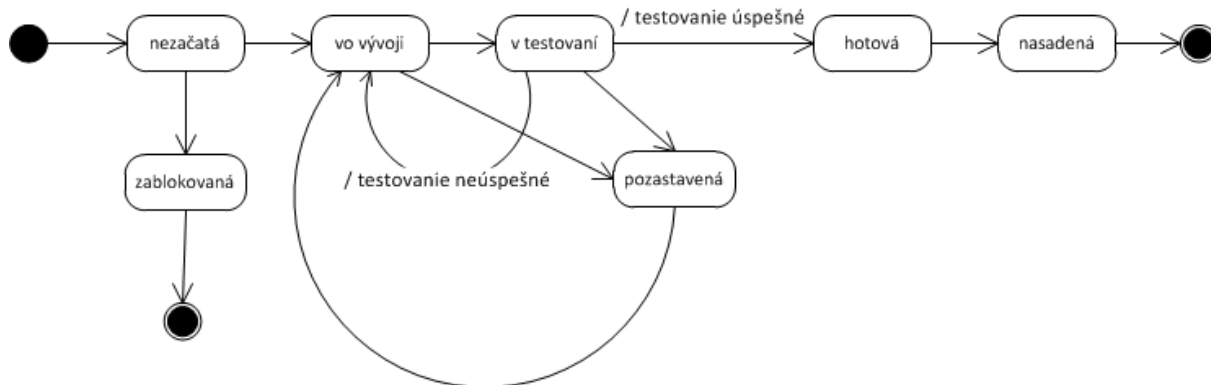 / testovanie úspešné
nezačatá
vo vývoji
v testovaní
hotová
nasadená
zablokovaná
/ testovanie neúspešné
pozastavená